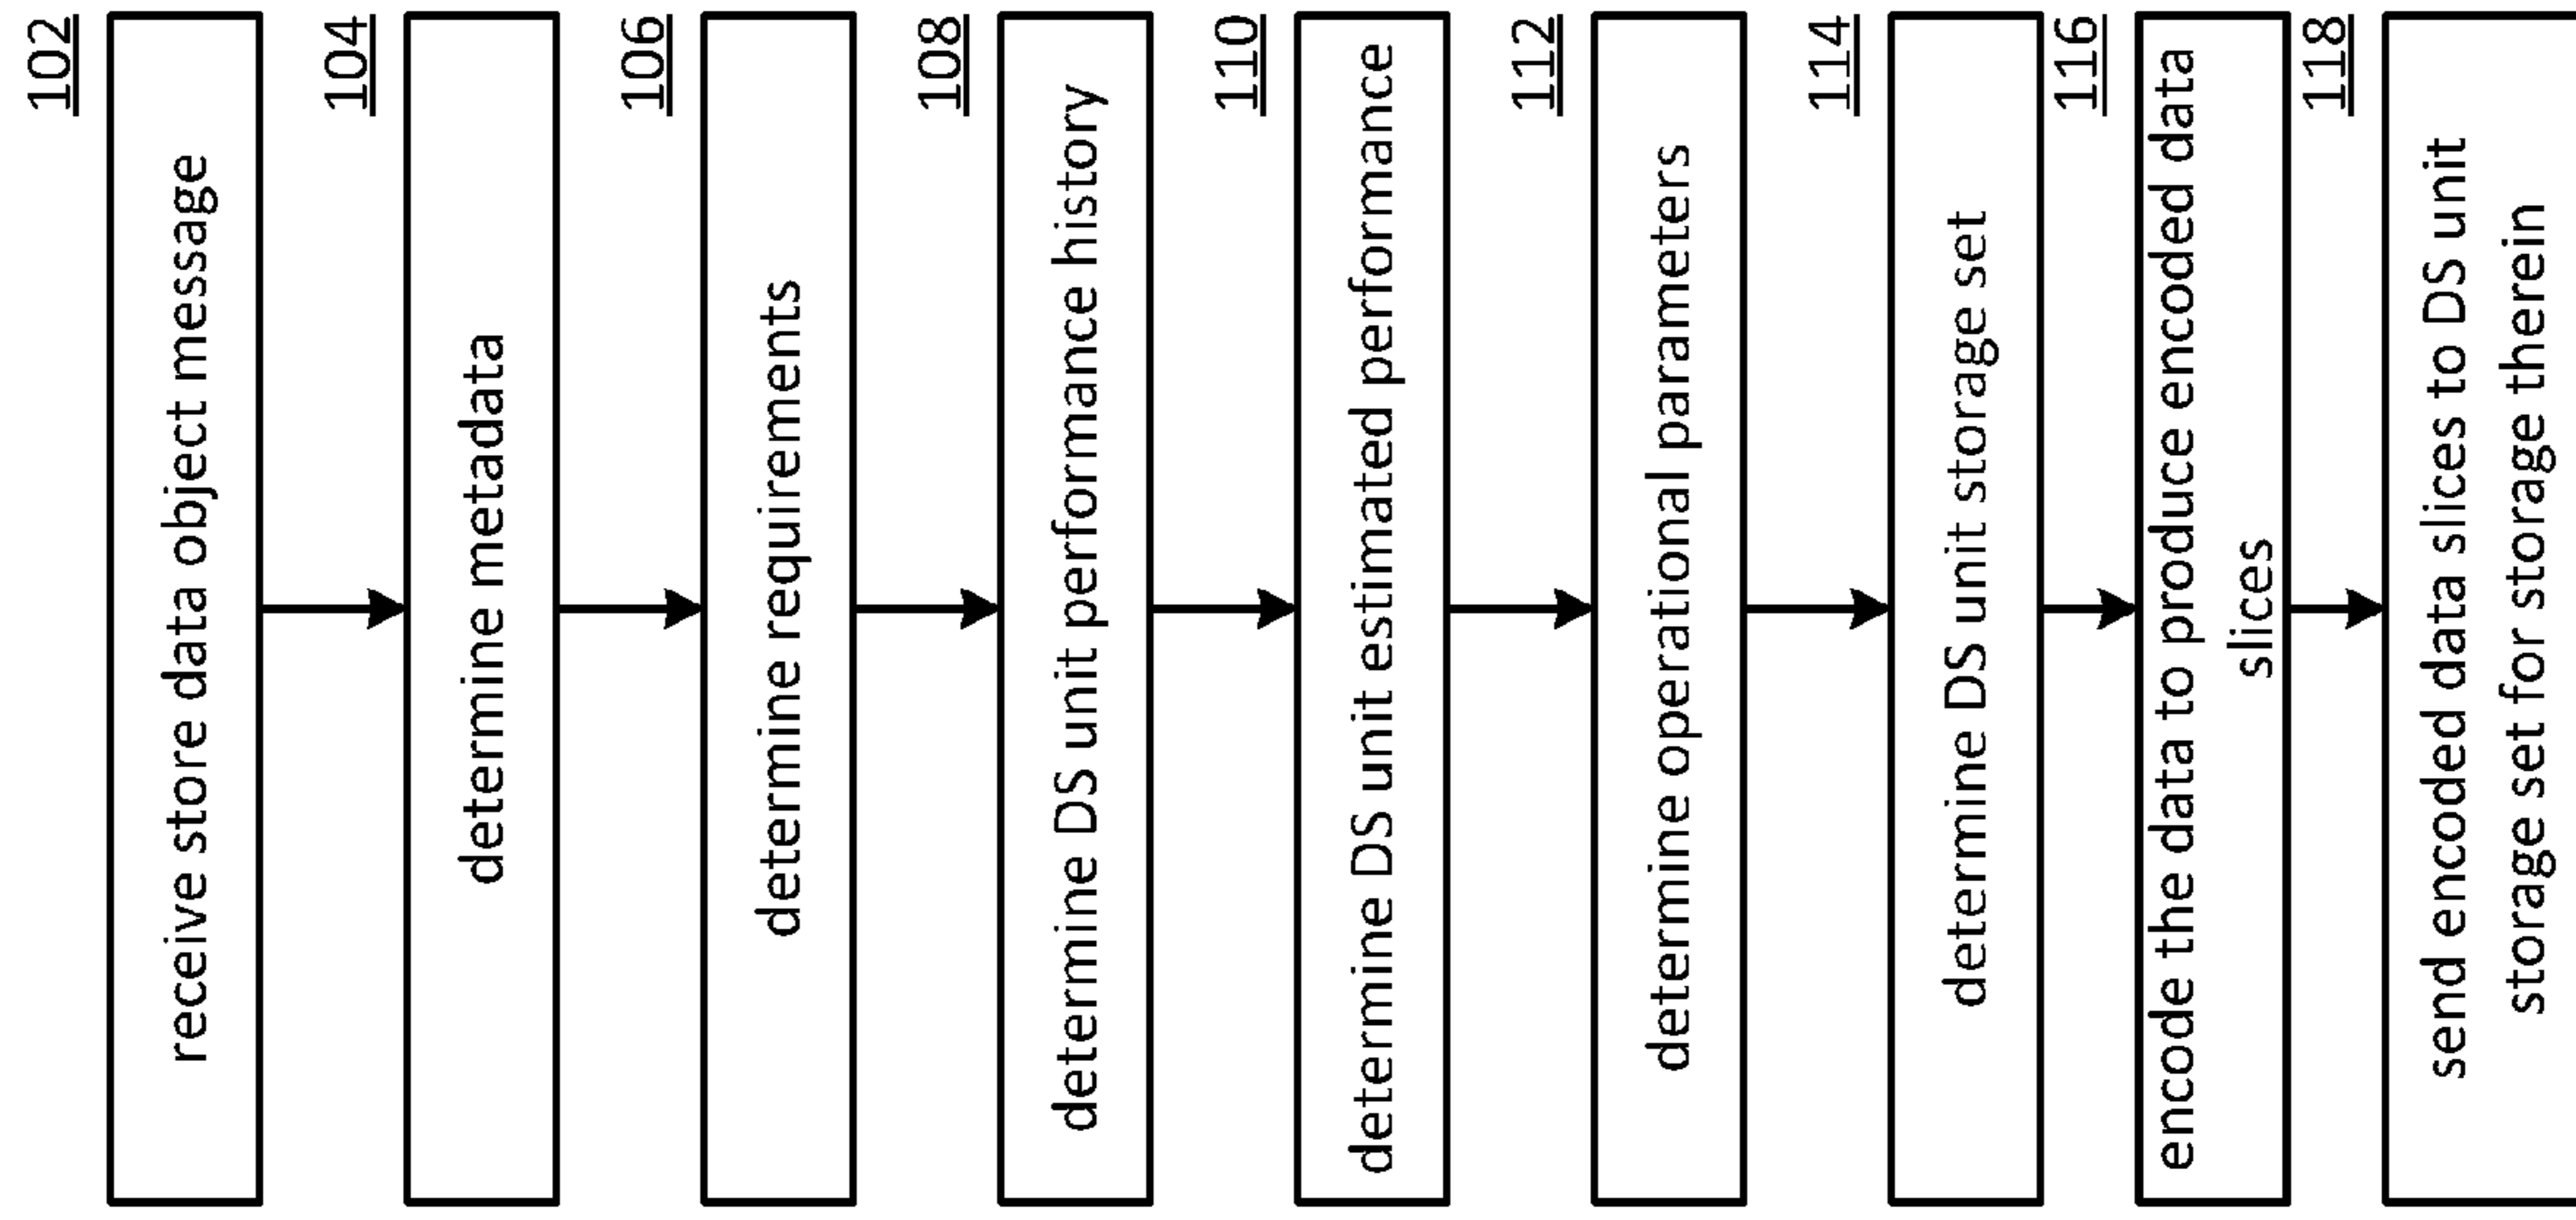 102
receive store data object message
104
determine metadata
106
determine requirements
108
determine DS unit performance history
110
determine DS unit estimated performance
112
determine operational parameters
114
determine DS unit storage set
116
encode the data to produce encoded data
slices
118
send encoded data slices to DS unit
storage set for storage therein